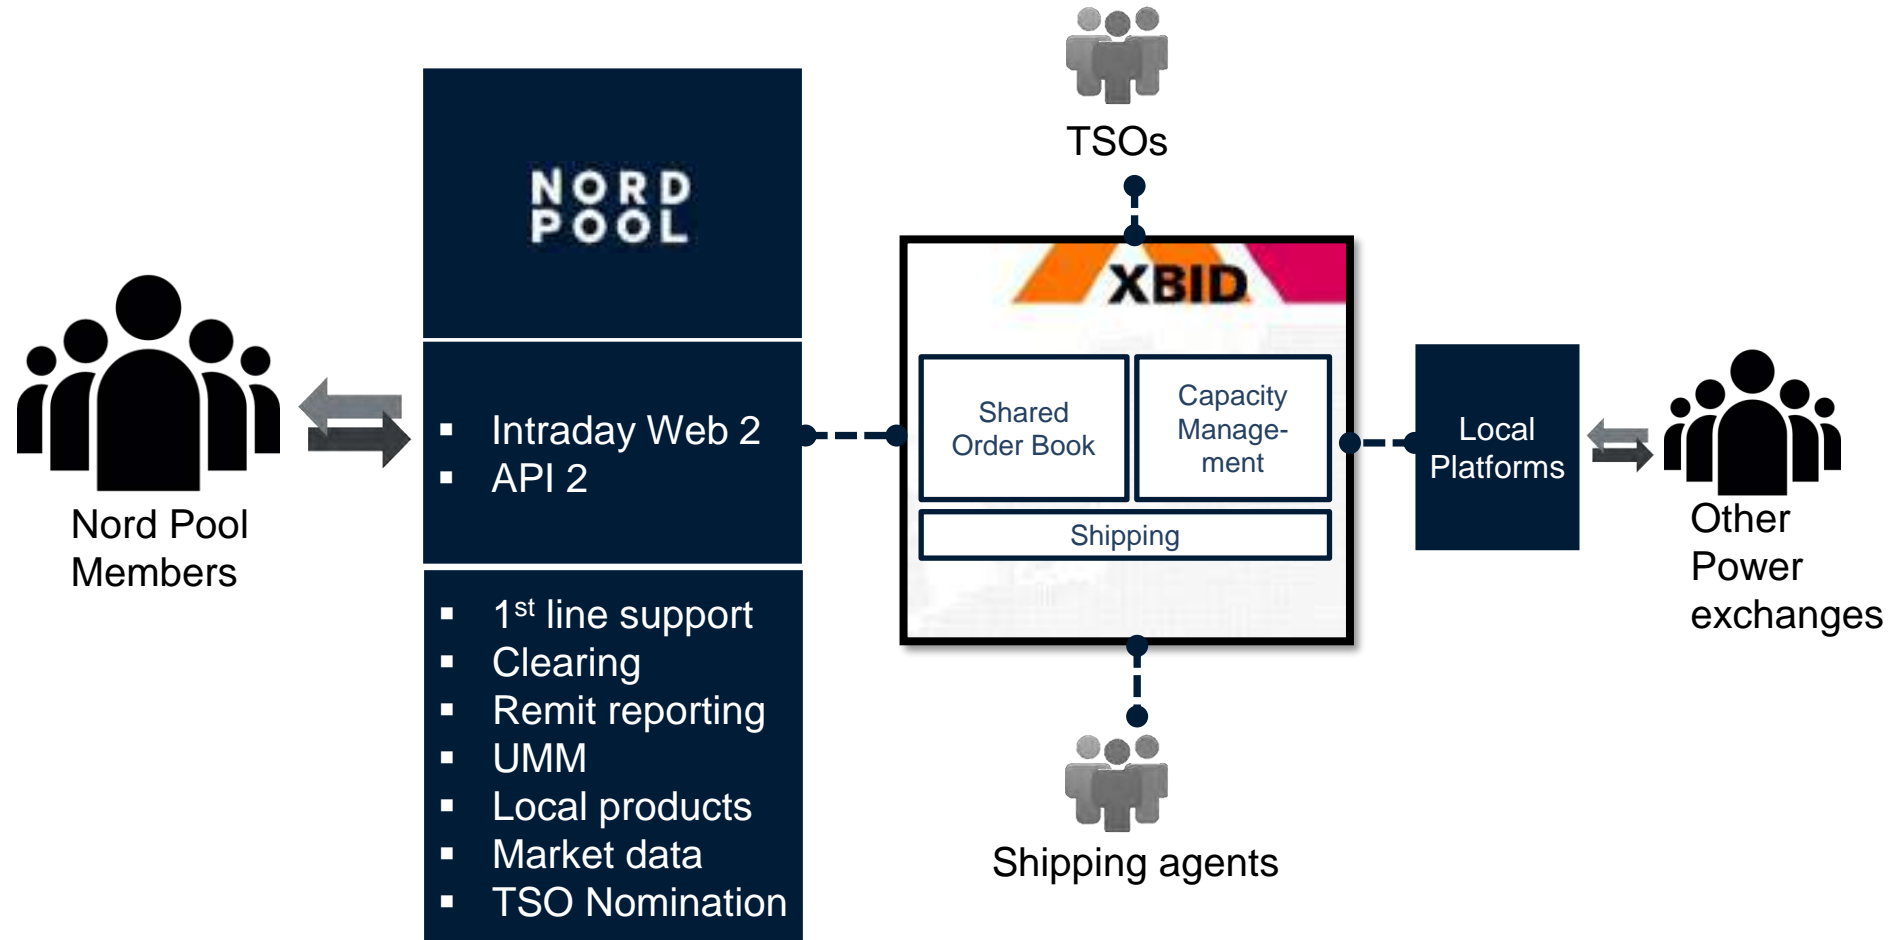 NORD
POOL
Nord Pool
Members
▪ Intraday Web 2
▪ API 2
▪ 1st line support
▪ Clearing
▪ Remit reporting
▪ UMM
▪ Local products
▪ Market data
▪ TSO Nomination
TSOs
XBID
Shared
Order Book
Capacity
Manage-
ment
Shipping
Shipping agents
Local
Platforms
Other
Power
exchanges